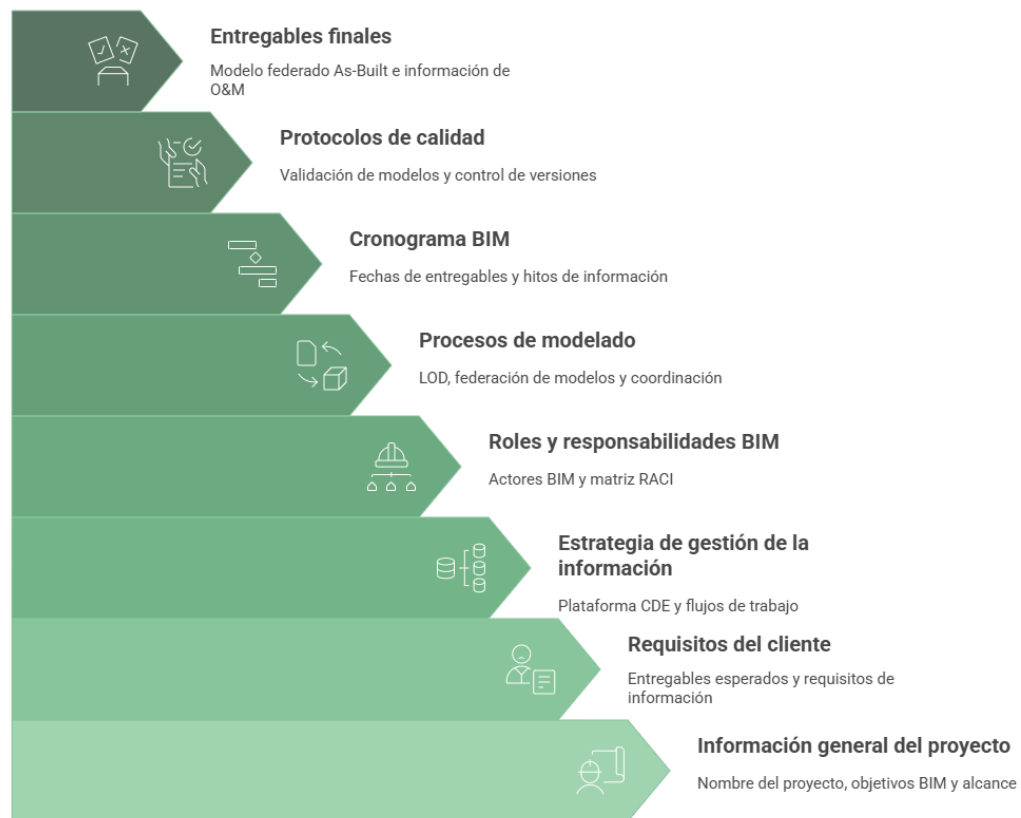 Entregables finales
Modelo federado As-Built e información de
O&M
Protocolos de calidad
Validación de modelos y control de versiones
Cronograma BIM
Fechas de entregables y hitos de información
Procesos de modelado
LOD, federación de modelos y coordinación
Roles y responsabilidades BIM
Actores BIM y matriz RACI
Estrategia de gestión de la
información
Plataforma CDE y flujos de trabajo
Requisitos del cliente
Entregables esperados y requisitos de
información
Información general del proyecto
Nombre del proyecto, objetivos BIM y alcance